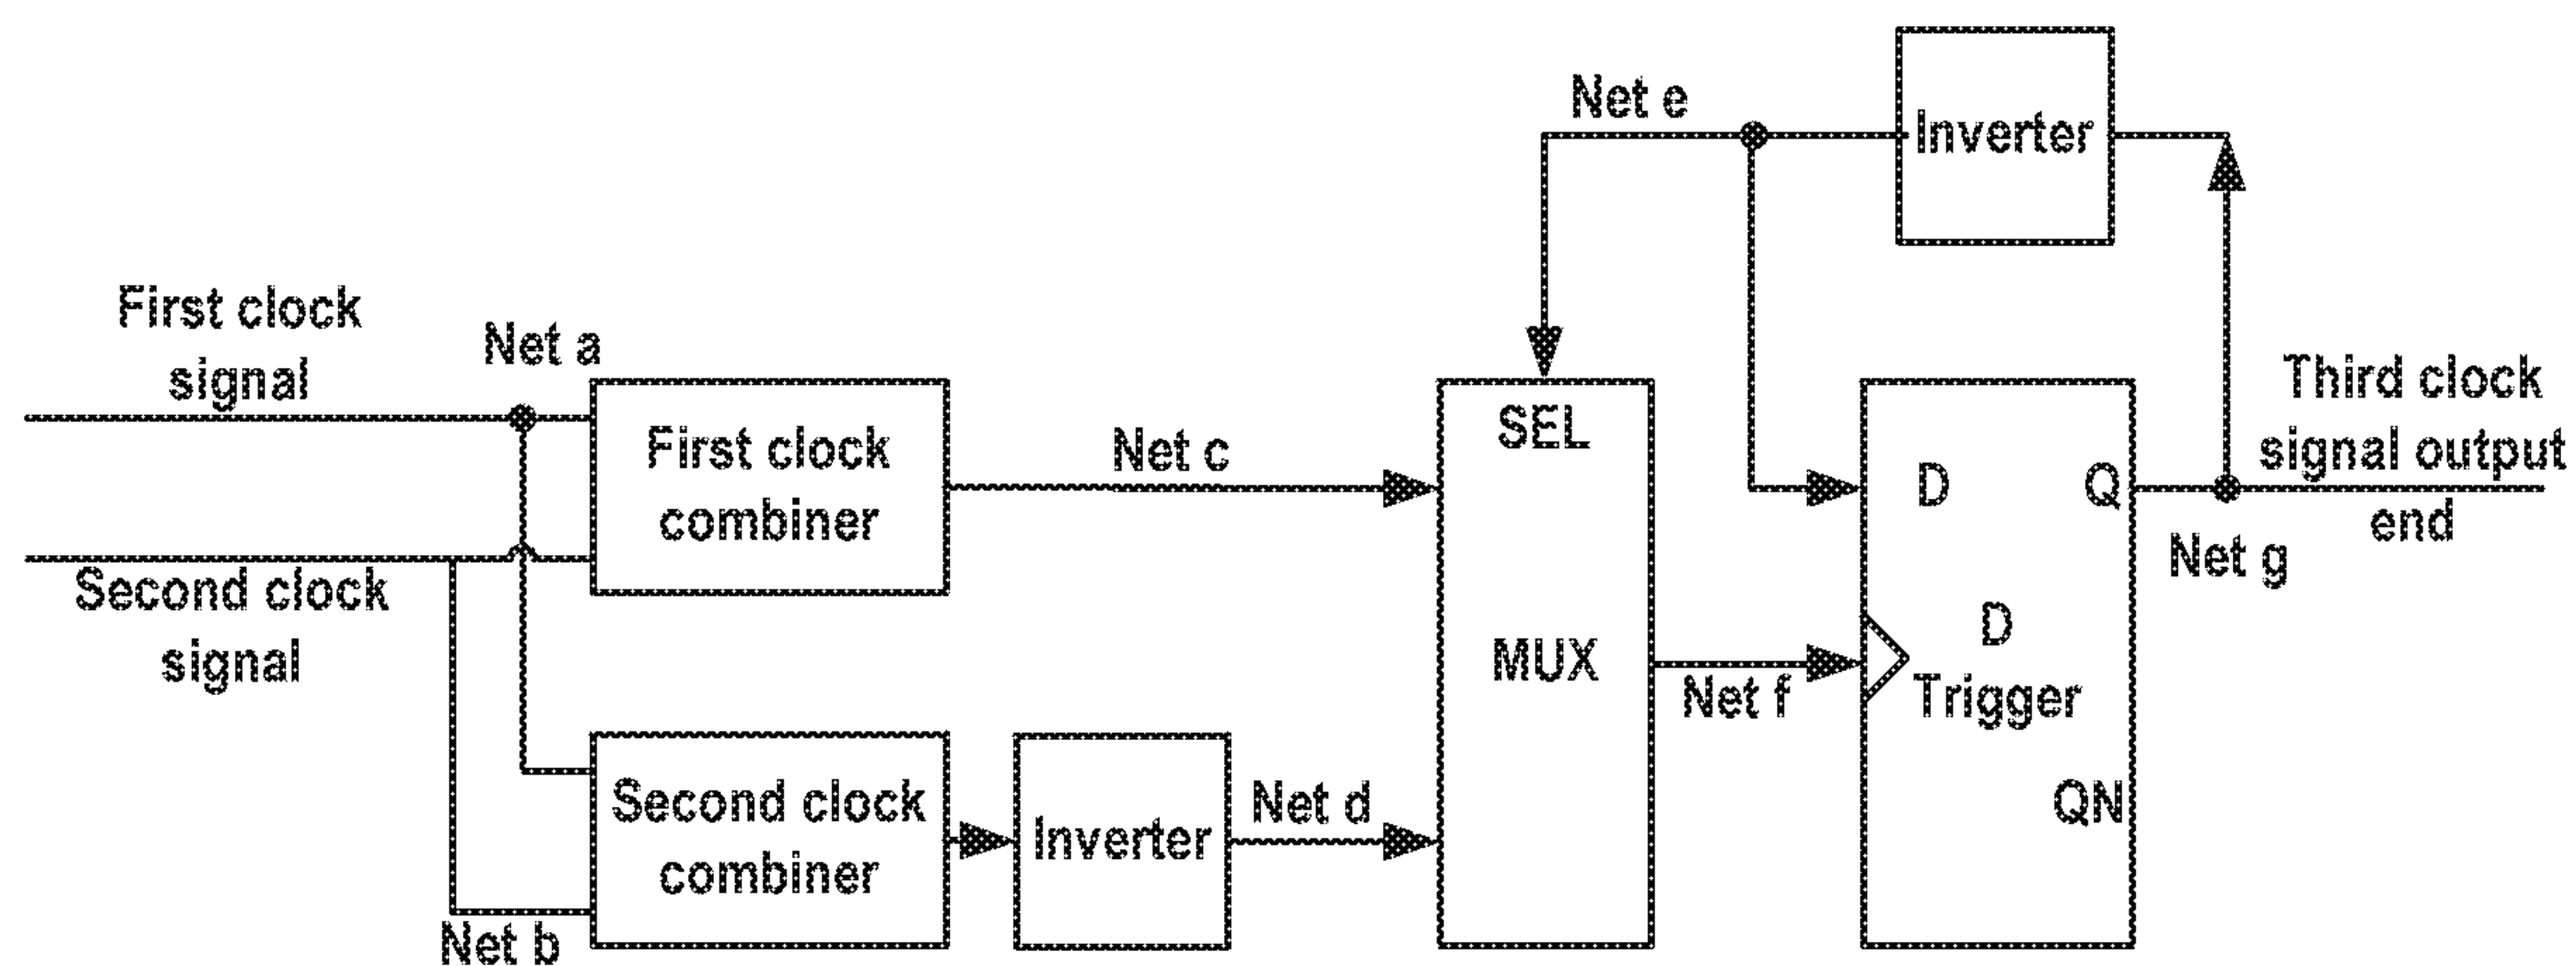 Net e
Inverter
First clock
signal
Net a
First clock
combiner
Net c
SEL
MUX
D
Q
Third clock
signal output
end
Net g
Second clock
signal
D
Trigger
Net f
QN
Second clock
combiner
Inverter
Net d
Net b